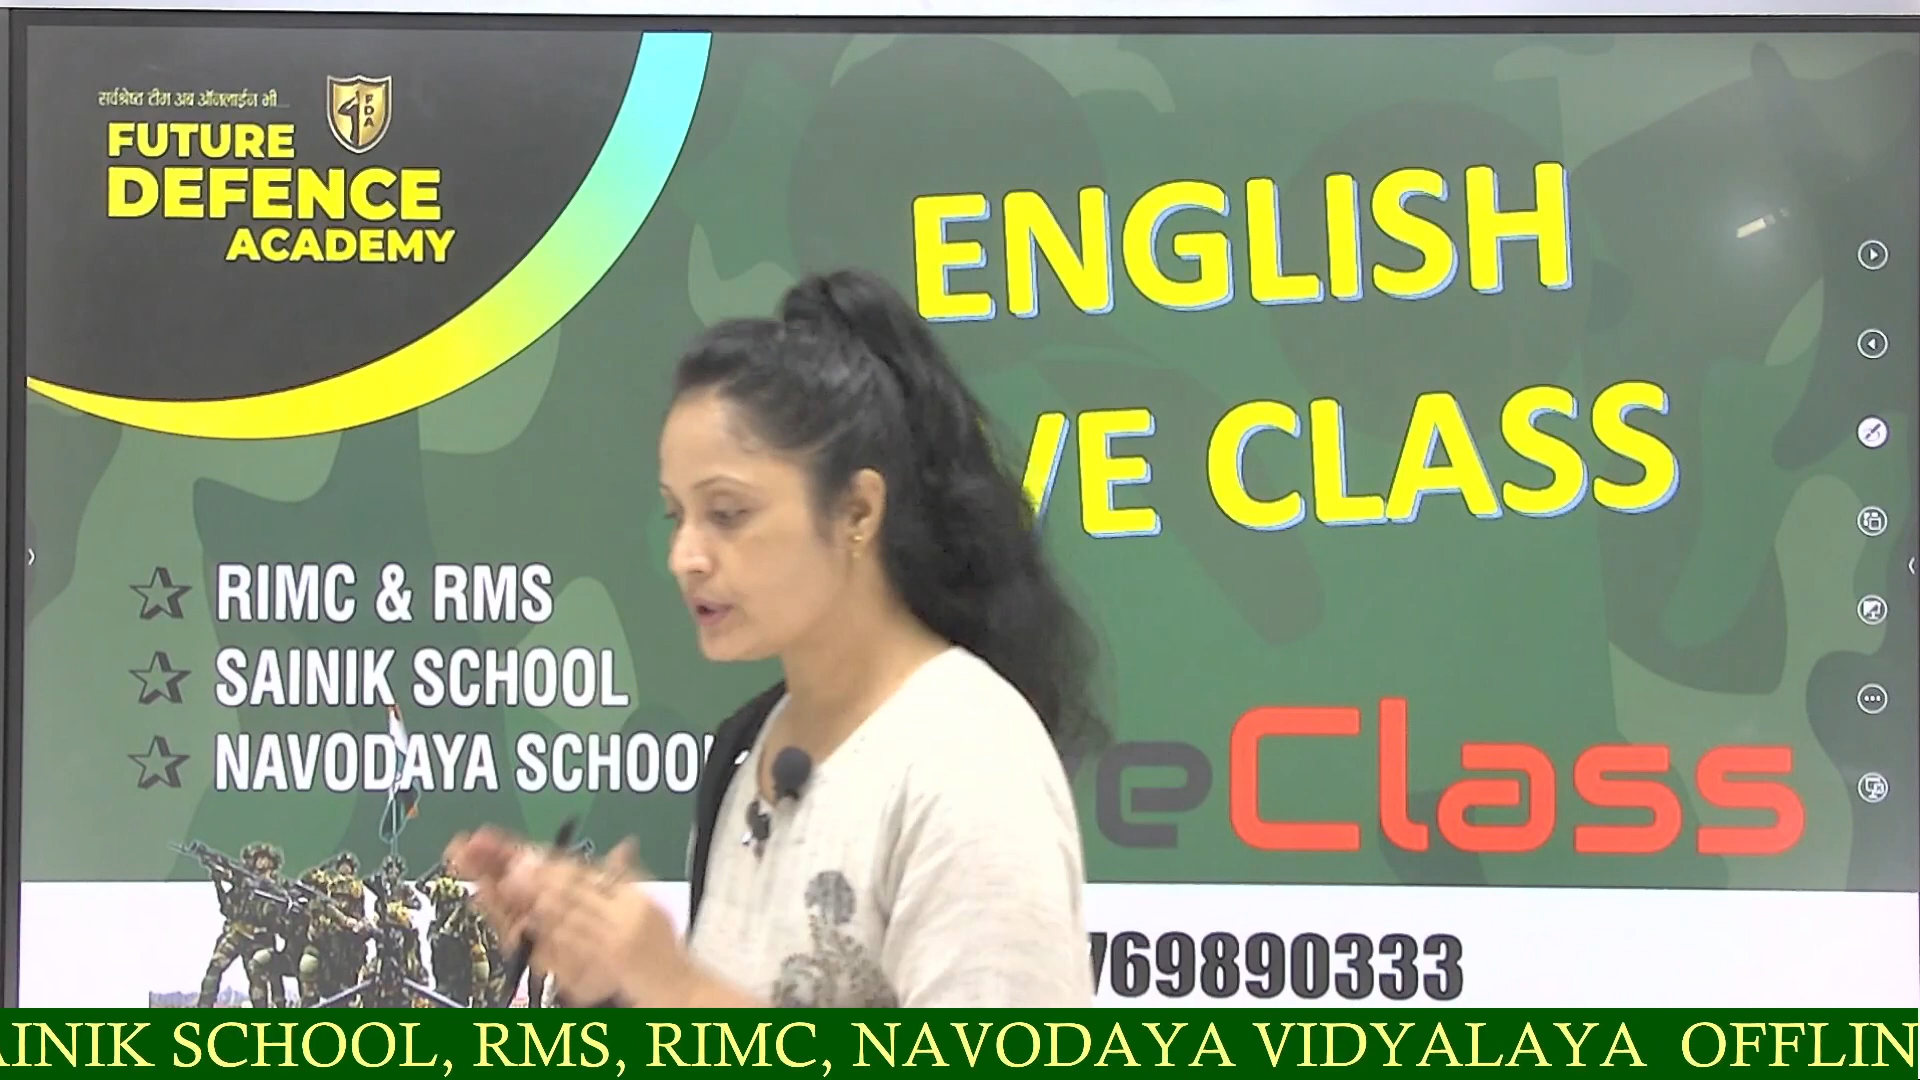 सर्वश्रेष्ठ टीम अब ऑनलाईन भी....
FDA
FUTURE
DEFENCE
ACADEMY
ENGLISH
VE CLASS
RIMC & RMS
SAINIK SCHOOL
NAVODAYA SCHOO
eClass
769890333
AINIK SCHOOL, RMS, RIMC, NAVODAYA VIDYALAYA OFFLIN